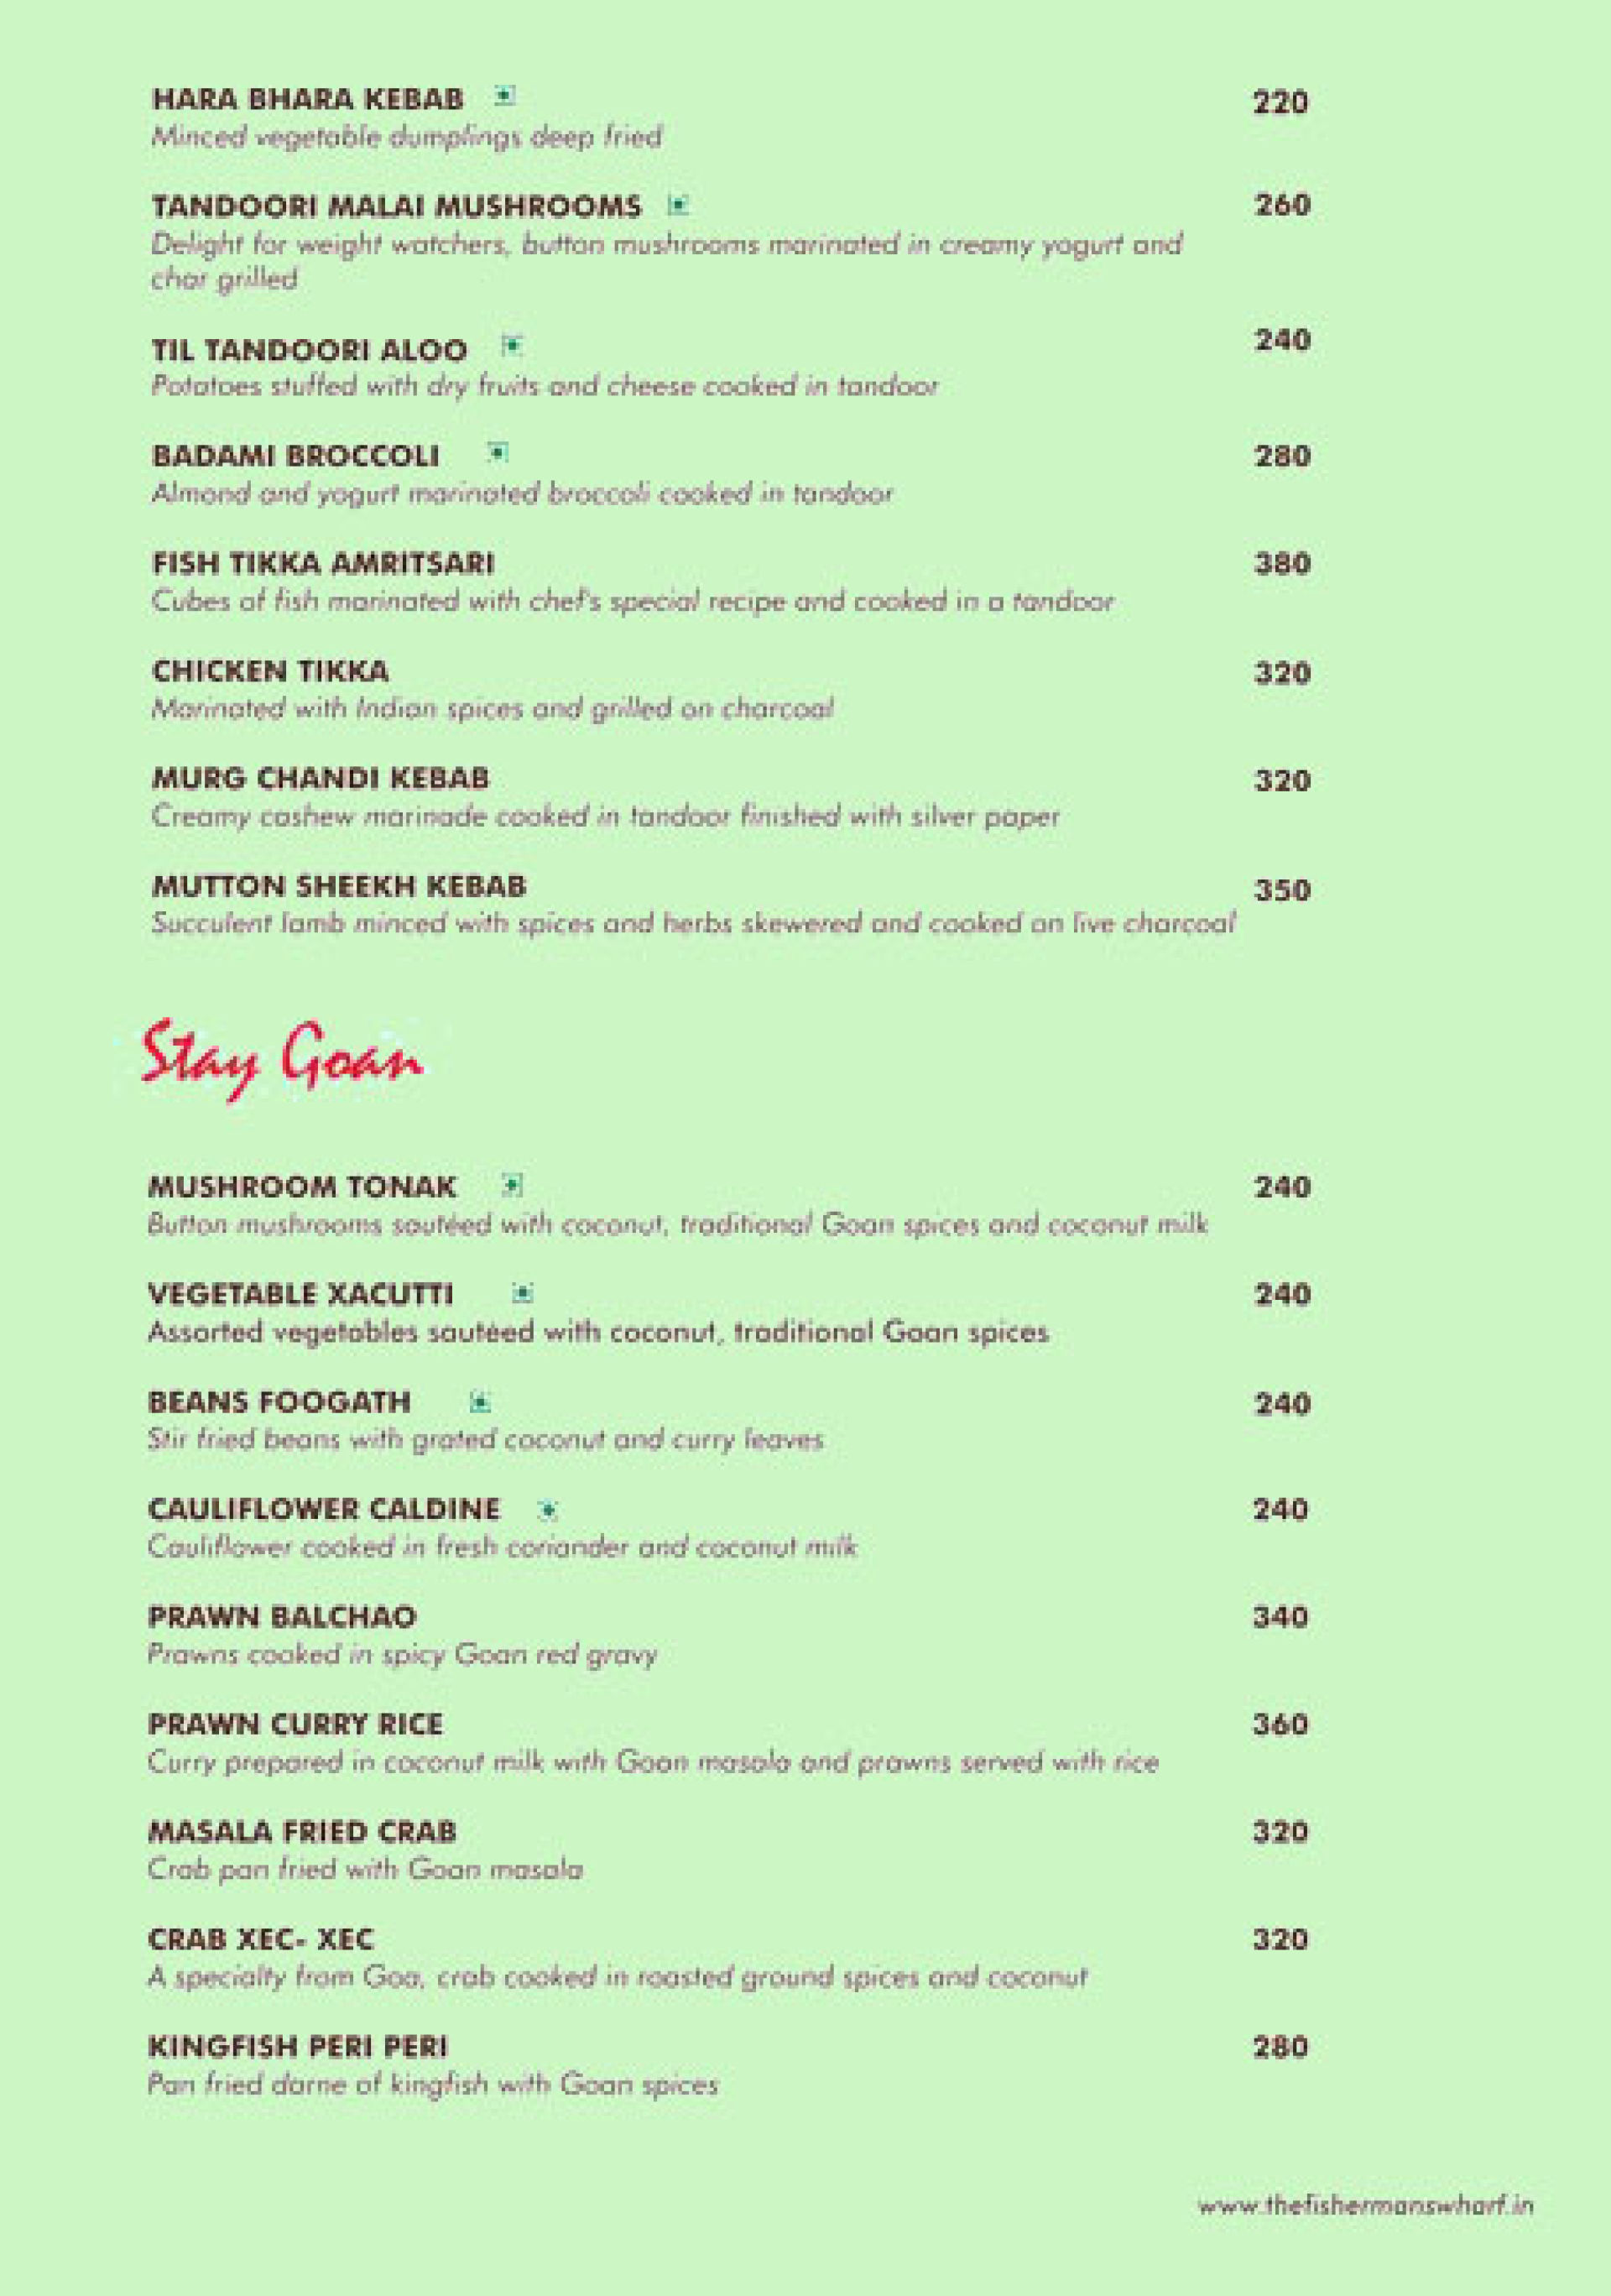 HARA BHARA KEBAB 220
Minced vegetable dumplings deep fried
TANDOORI MALAI MUSHROOMS 260
Delight for weight watchers, button mushrooms marinated in creamy yogurt and
char grilled
TIL TANDOORI ALOO 240
Potatoes stuffed with dry fruits and cheese cooked in tandoor
BADAMI BROCCOLI 280
Almond and yogurt marinated broccoli cooked in tandoor
FISH TIKKA AMRITSARI 380
Cubes of fish marinated with chef's special recipe and cooked in a tandoor
CHICKEN TIKKA 320
Marinated with Indian spices and grilled on charcoal
MURG CHANDI KEBAB 320
Creamy cashew marinade cooked in tandoor finished with silver paper
MUTTON SHEEKH KEBAB 350
Succulent lamb minced with spices and herbs skewered and cooked on live charcoal
Stay Goan
MUSHROOM TONAK 240
Button mushrooms sautéed with coconut, traditional Goan spices and coconut milk
VEGETABLE XACUTTI 240
Assorted vegetables sautéed with coconut, traditional Goan spices
BEANS FOOGATH 240
Stir fried beans with grated coconut and curry leaves
CAULIFLOWER CALDINE 240
Cauliflower cooked in fresh coriander and coconut milk
PRAWN BALCHAO 340
Prawns cooked in spicy Goan red gravy
PRAWN CURRY RICE 360
Curry prepared in coconut milk with Goan masala and prawns served with rice
MASALA FRIED CRAB 320
Crab pan fried with Goan masala
CRAB XEC- XEC 320
A specialty from Goa, crab cooked in roasted ground spices and coconut
KINGFISH PERI PERI 280
Pan fried darne of kingfish with Goan spices
www.thefishermanswharf.in